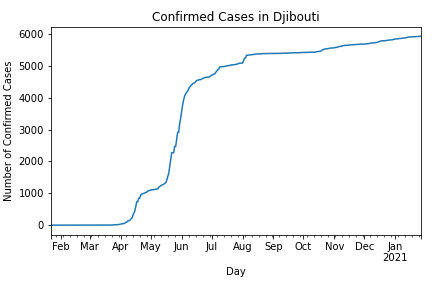 Confirmed Cases in Djibouti
Number of Confirmed Cases
6000
5000
4000
3000
2000
1000
0
Feb Mar Apr May Jun Jul Aug Sep Oct Nov Dec Jan
2021
Day